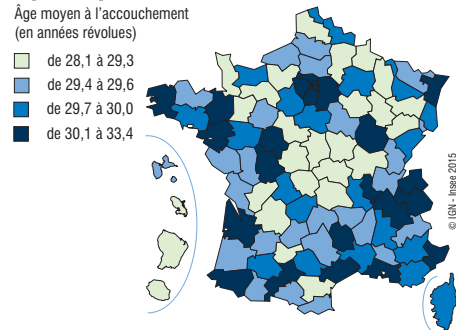 Âge moyen à l'accouchement
(en années révolues)
de 28,1 à 29,3
de 29,4 à 29,6
de 29,7 à 30,0
de 30,1 à 33,4
© IGN - Insee 2015